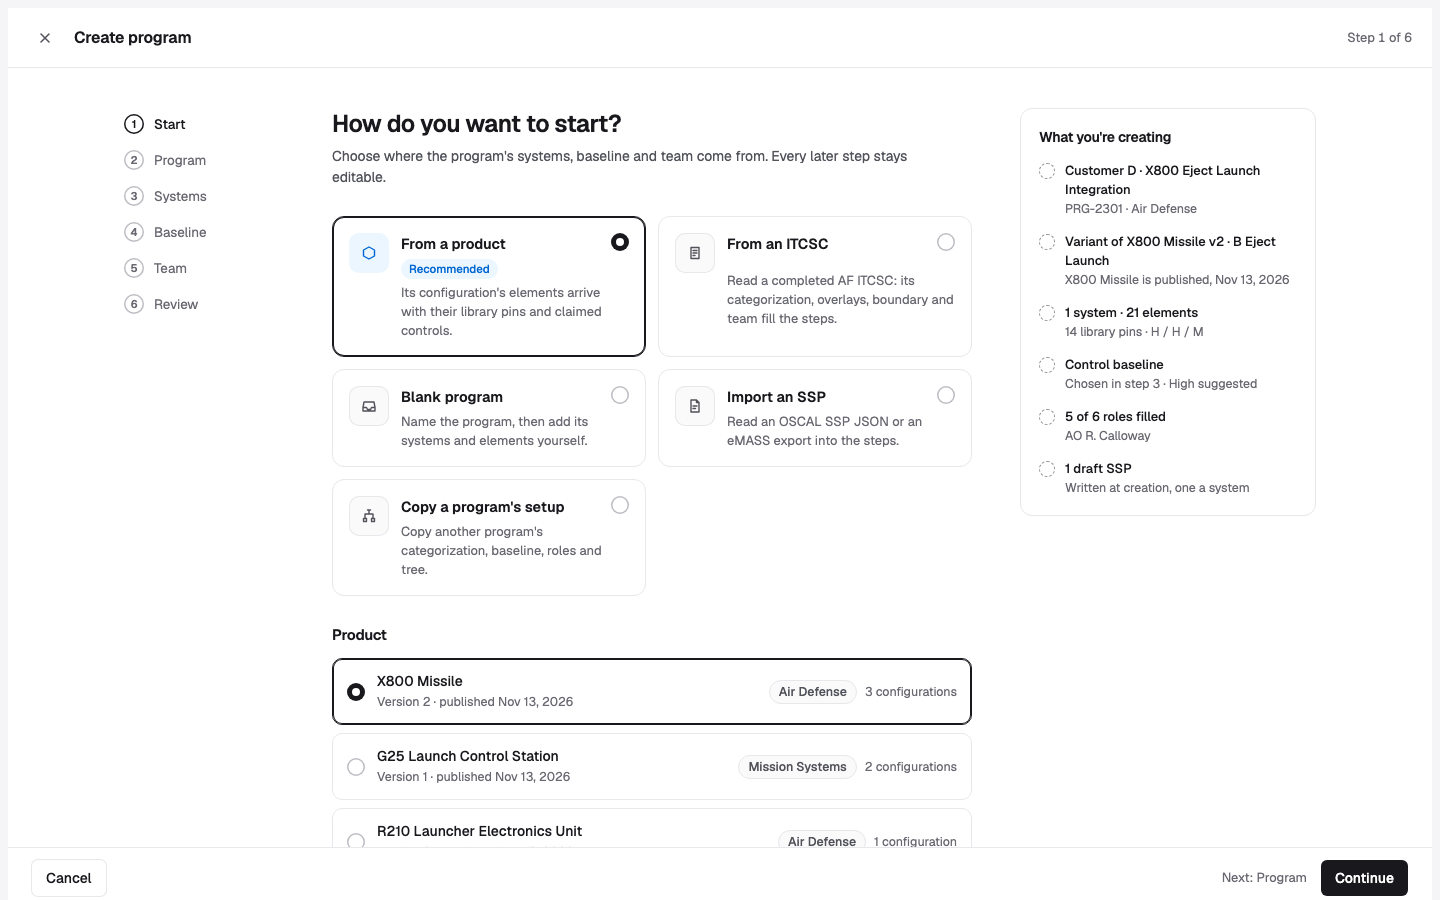 Create program
Step 1 of 6
1 Start
2 Program
3 Systems
4 Baseline
5 Team
6 Review
How do you want to start?
Choose where the program's systems, baseline and team come from. Every later step stays
editable.
From a product
Recommended
Its configuration's elements arrive
with their library pins and claimed
controls.
From an ITCSC
Read a completed AF ITCSC: its
categorization, overlays, boundary and
team fill the steps.
Blank program
Name the program, then add its
systems and elements yourself.
Import an SSP
Read an OSCAL SSP JSON or an
eMASS export into the steps.
Copy a program's setup
Copy another program's
categorization, baseline, roles and
tree.
Product
X800 Missile
Version 2 · published Nov 13, 2026
Air Defense
3 configurations
G25 Launch Control Station
Version 1 · published Nov 13, 2026
Mission Systems
2 configurations
R210 Launcher Electronics Unit
Air Defense
1 configuration
What you're creating
Customer D · X800 Eject Launch
Integration
PRG-2301 · Air Defense
Variant of X800 Missile v2 · B Eject
Launch
X800 Missile is published, Nov 13, 2026
1 system · 21 elements
14 library pins · H / H / M
Control baseline
Chosen in step 3 · High suggested
5 of 6 roles filled
AO R. Calloway
1 draft SSP
Written at creation, one a system
Cancel
Next: Program
Continue